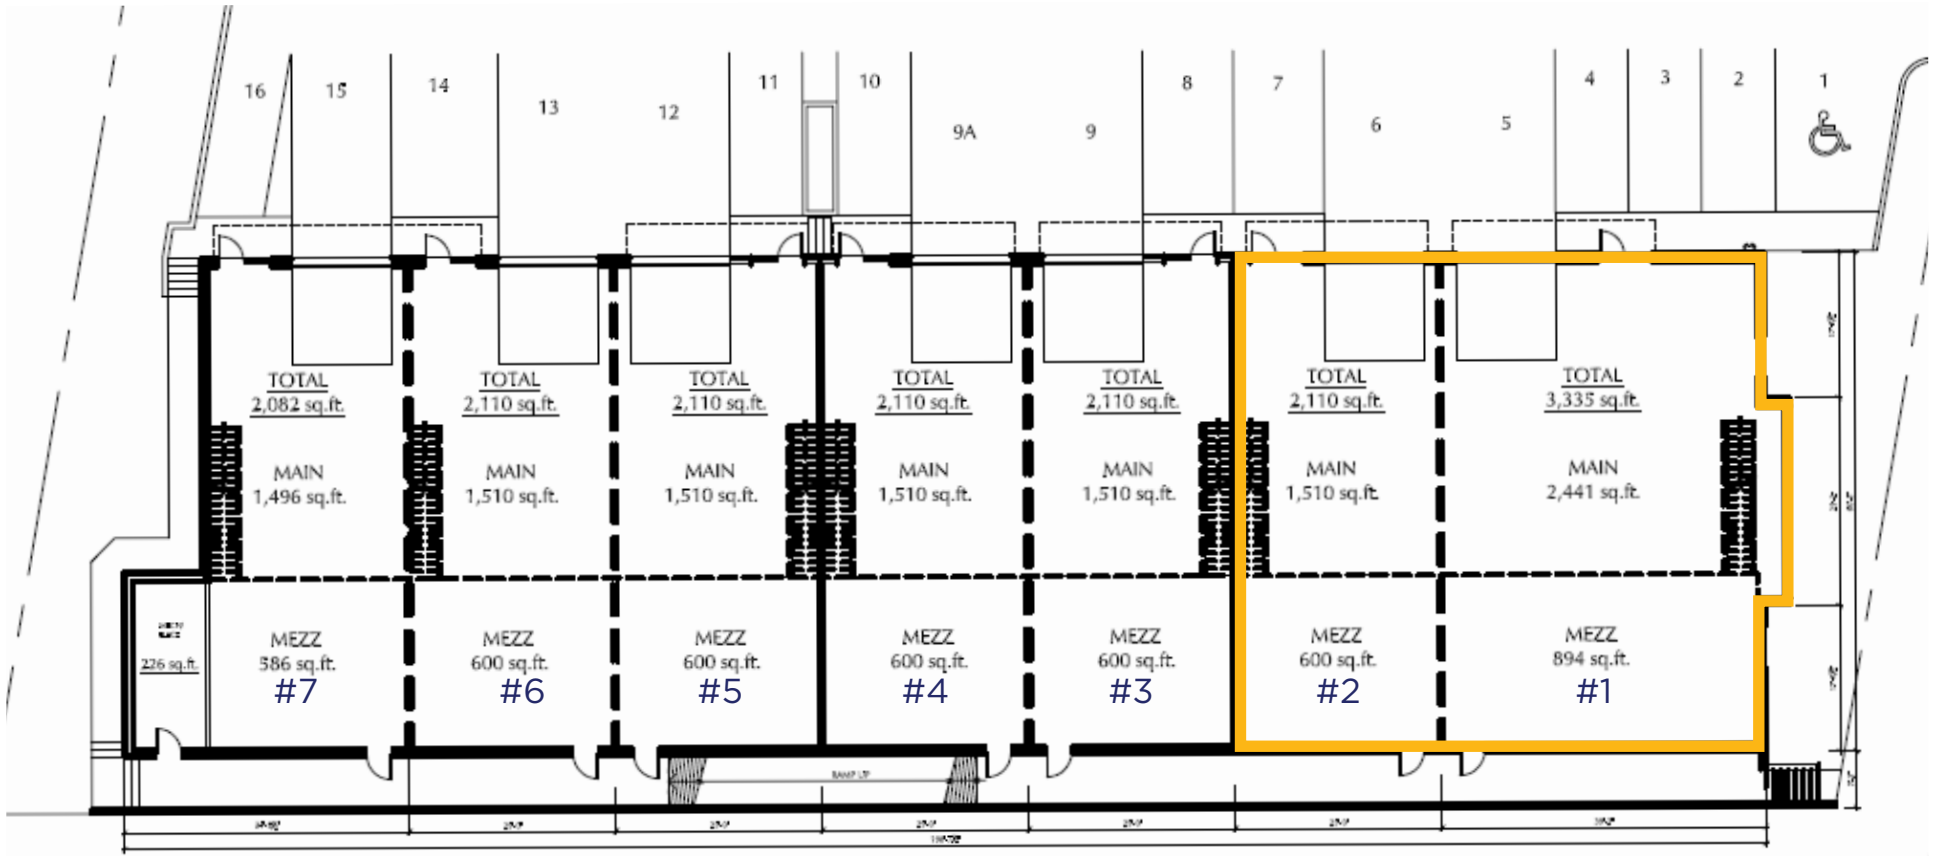 16
15
14
13
12
11
10
9A
9
8
7
6
5
4
3
2
1
TOTAL
2,082 sq.ft.
MAIN
1,496 sq.ft.
TOTAL
2,110 sq.ft.
MAIN
1,510 sq.ft.
TOTAL
2,110 sq.ft.
MAIN
1,510 sq.ft.
TOTAL
2,110 sq.ft.
MAIN
1,510 sq.ft.
TOTAL
2,110 sq.ft.
MAIN
1,510 sq.ft.
TOTAL
2,110 sq.ft.
MAIN
1,510 sq.ft.
TOTAL
3,335 sq.ft.
MAIN
2,441 sq.ft.
226 sq.ft.
MEZZ
586 sq.ft.
#7
MEZZ
600 sq.ft.
#6
MEZZ
600 sq.ft.
#5
MEZZ
600 sq.ft.
#4
MEZZ
600 sq.ft.
#3
MEZZ
600 sq.ft.
#2
MEZZ
894 sq.ft.
#1
RAMP UP